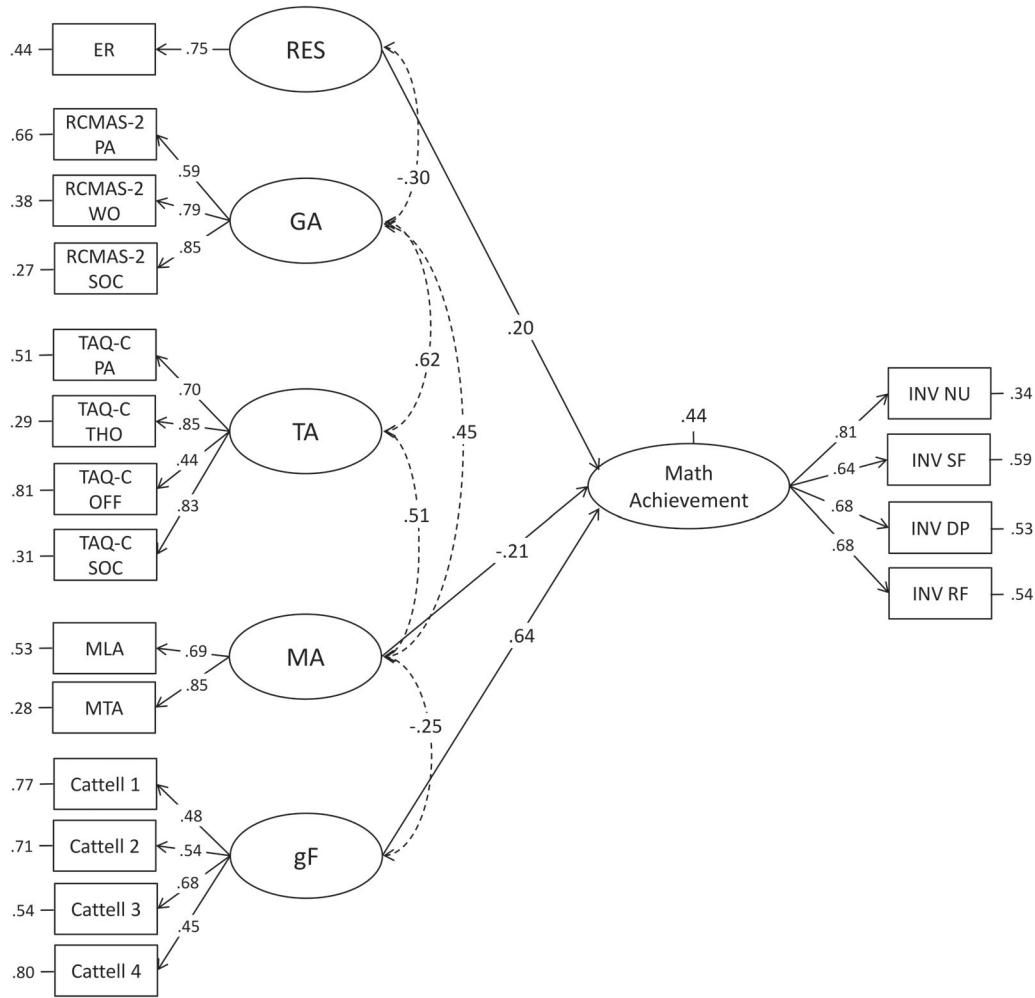 .44
ER
.75
RES
.66
RCMAS-2
PA
.59
.38
RCMAS-2
WO
.79
GA
-.30
.27
RCMAS-2
SOC
.85
.51
TAQ-C
PA
.70
.20
.62
.29
TAQ-C
THO
.85
TA
.45
.81
TAQ-C
OFF
.44
.31
TAQ-C
SOC
.83
.51
.44
Math
Achievement
.81
INV NU
.34
.64
INV SF
.59
.68
INV DP
.53
.68
INV RF
.54
-.21
.53
MLA
.69
MA
.64
.28
MTA
.85
-.25
.77
Cattell 1
.48
.71
Cattell 2
.54
gF
.54
Cattell 3
.68
.80
Cattell 4
.45